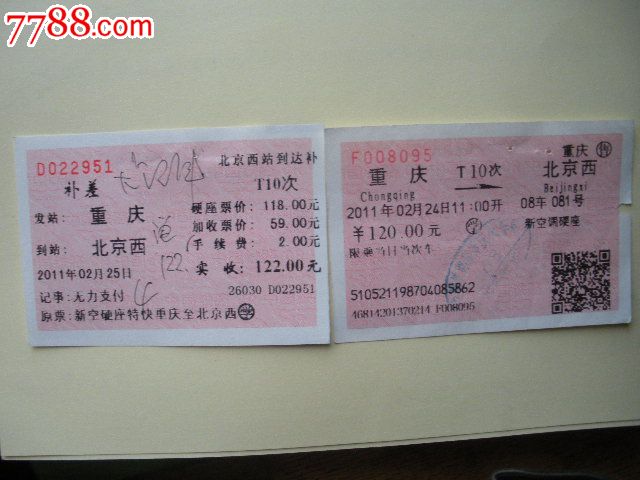 7788.com
D022951
北京西站到达补
补差
T10次
发站: 重庆
硬座票价: 118.00元
加收票价: 59.00元
到站: 北京西
手续费: 2.00元
2011年02月25日
122.
实收: 122.00元
记事: 无力支付
26030 D022951
原票: 新空硬座特快重庆至北京西
F008095
重庆 售
重庆 T10次 北京西
Chongqing Beijingxi
2011年02月24日11:00开 08车081号
¥120.00元 新空调硬座
限乘当日当次车
510521198704085862
46814201370214 F008095